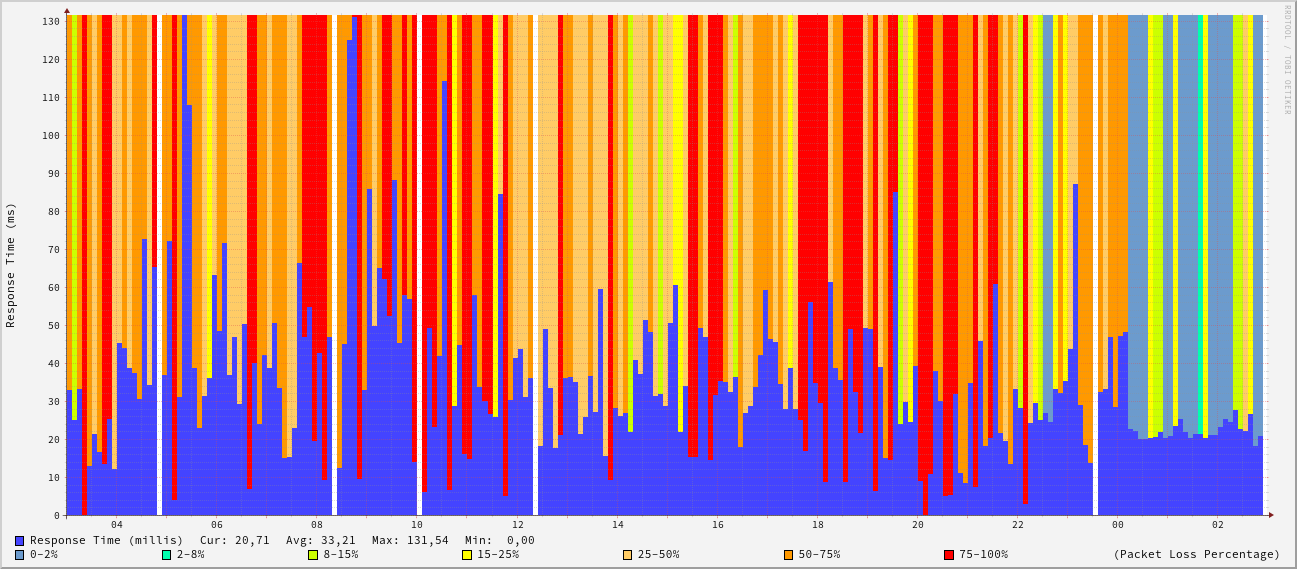 RRDTOOL / TOBI OETIKER
Response Time (ms)
130
120
110
100
90
80
70
60
50
40
30
20
10
0
04 06 08 10 12 14 16 18 20 22 00 02
Response Time (millis) Cur: 20,71 Avg: 33,21 Max: 131,54 Min: 0,00
0-2% 2-8% 8-15% 15-25% 25-50% 50-75% 75-100% (Packet Loss Percentage)